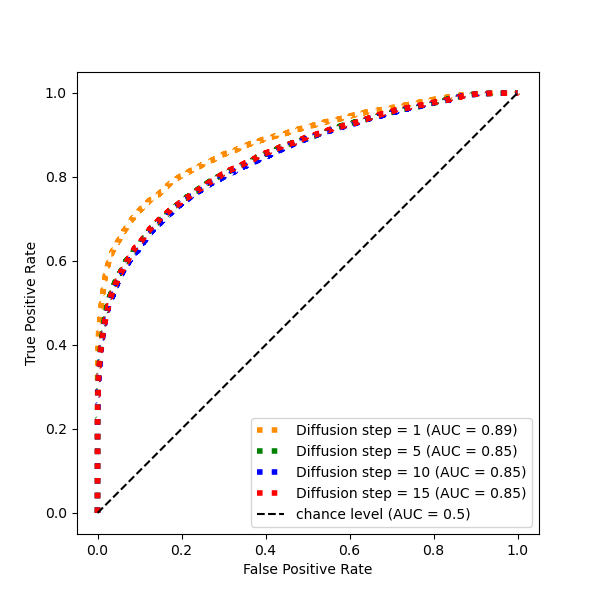 1.0
0.8
0.6
0.4
0.2
0.0
True Positive Rate
Diffusion step = 1 (AUC = 0.89)
Diffusion step = 5 (AUC = 0.85)
Diffusion step = 10 (AUC = 0.85)
Diffusion step = 15 (AUC = 0.85)
chance level (AUC = 0.5)
0.0 0.2 0.4 0.6 0.8 1.0
False Positive Rate